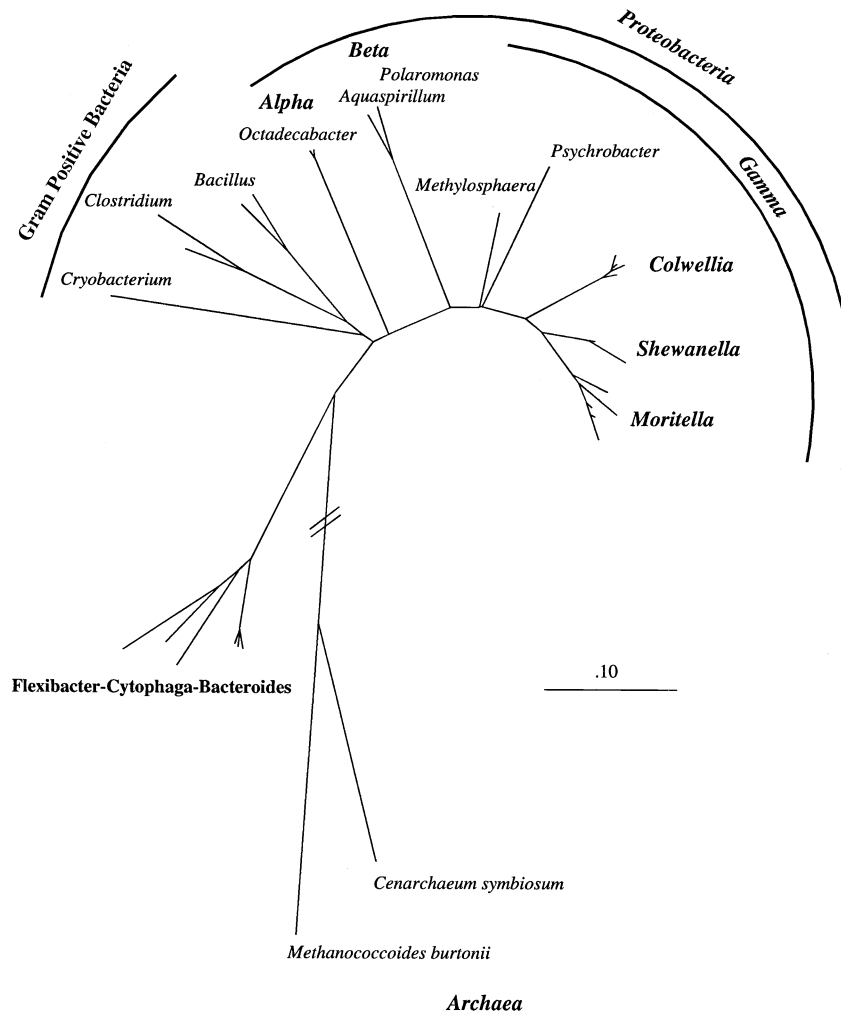 Proteobacteria
Beta
Polaromonas
Aquaspirillum
Alpha
Octadecabacter
Psychrobacter
Gram Positive Bacteria
Bacillus
Methylosphaera
Gamma
Clostridium
Cryobacterium
Colwellia
Shewanella
Moritella
Flexibacter-Cytophaga-Bacteroides
.10
Cenarchaeum symbiosum
Methanococcoides burtonii
Archaea